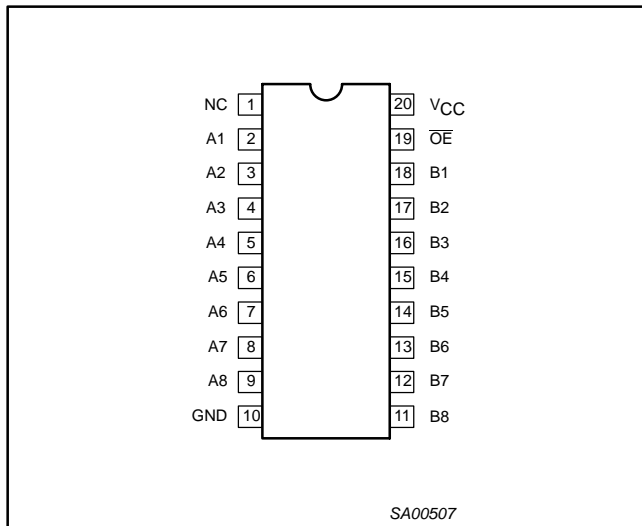 NC 1 20 VCC
A1 2 19 O̅E̅
A2 3 18 B1
A3 4 17 B2
A4 5 16 B3
A5 6 15 B4
A6 7 14 B5
A7 8 13 B6
A8 9 12 B7
GND 10 11 B8
SA00507